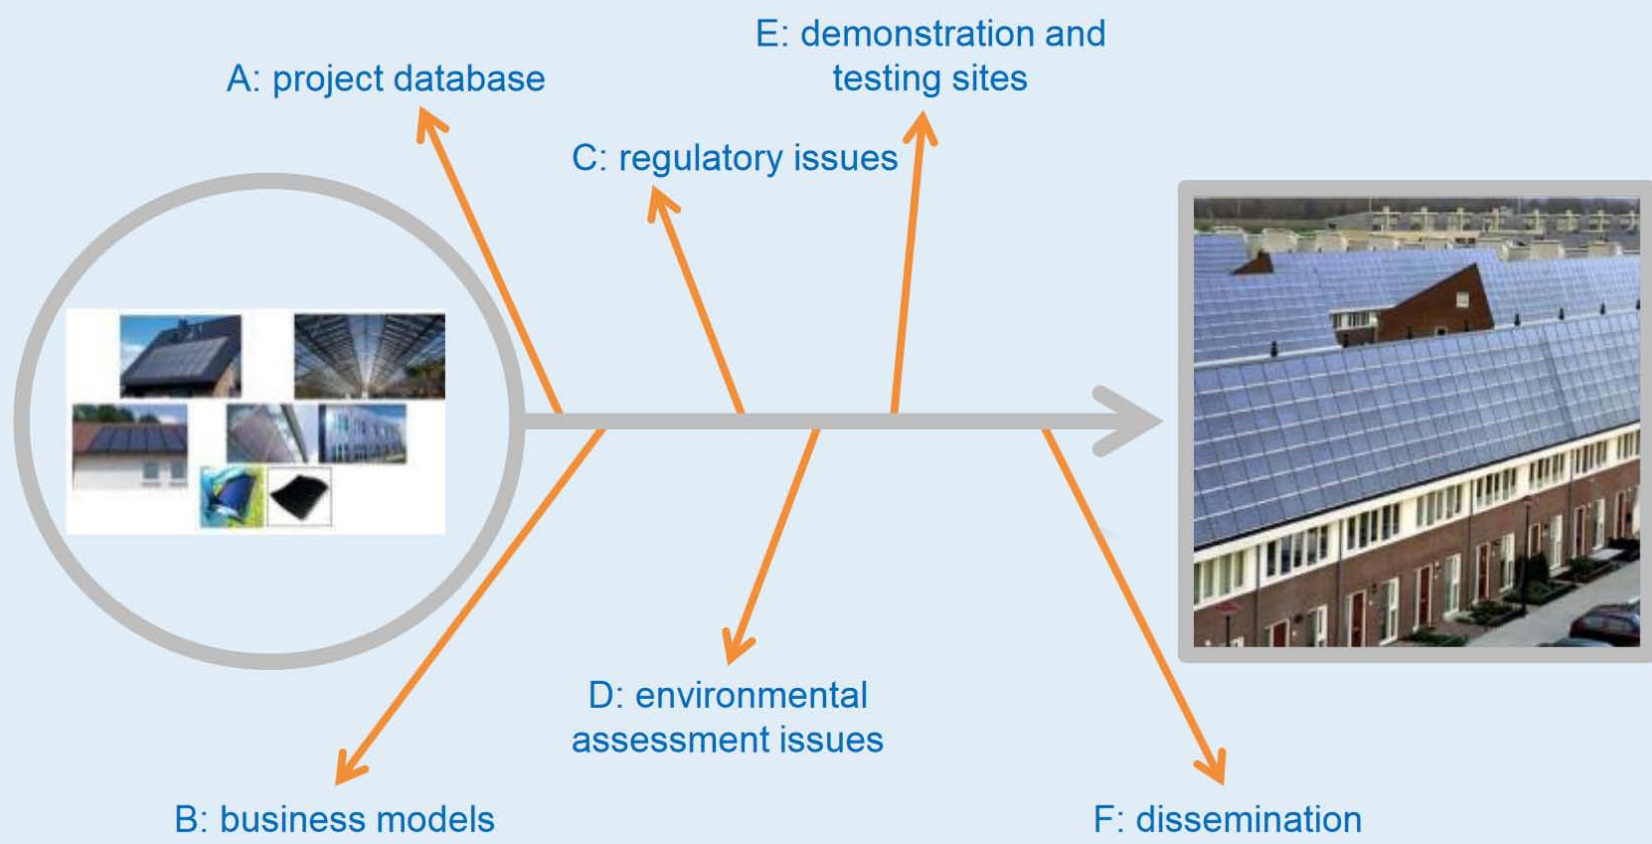 E: demonstration and
testing sites
A: project database
C: regulatory issues
D: environmental
assessment issues
B: business models
F: dissemination